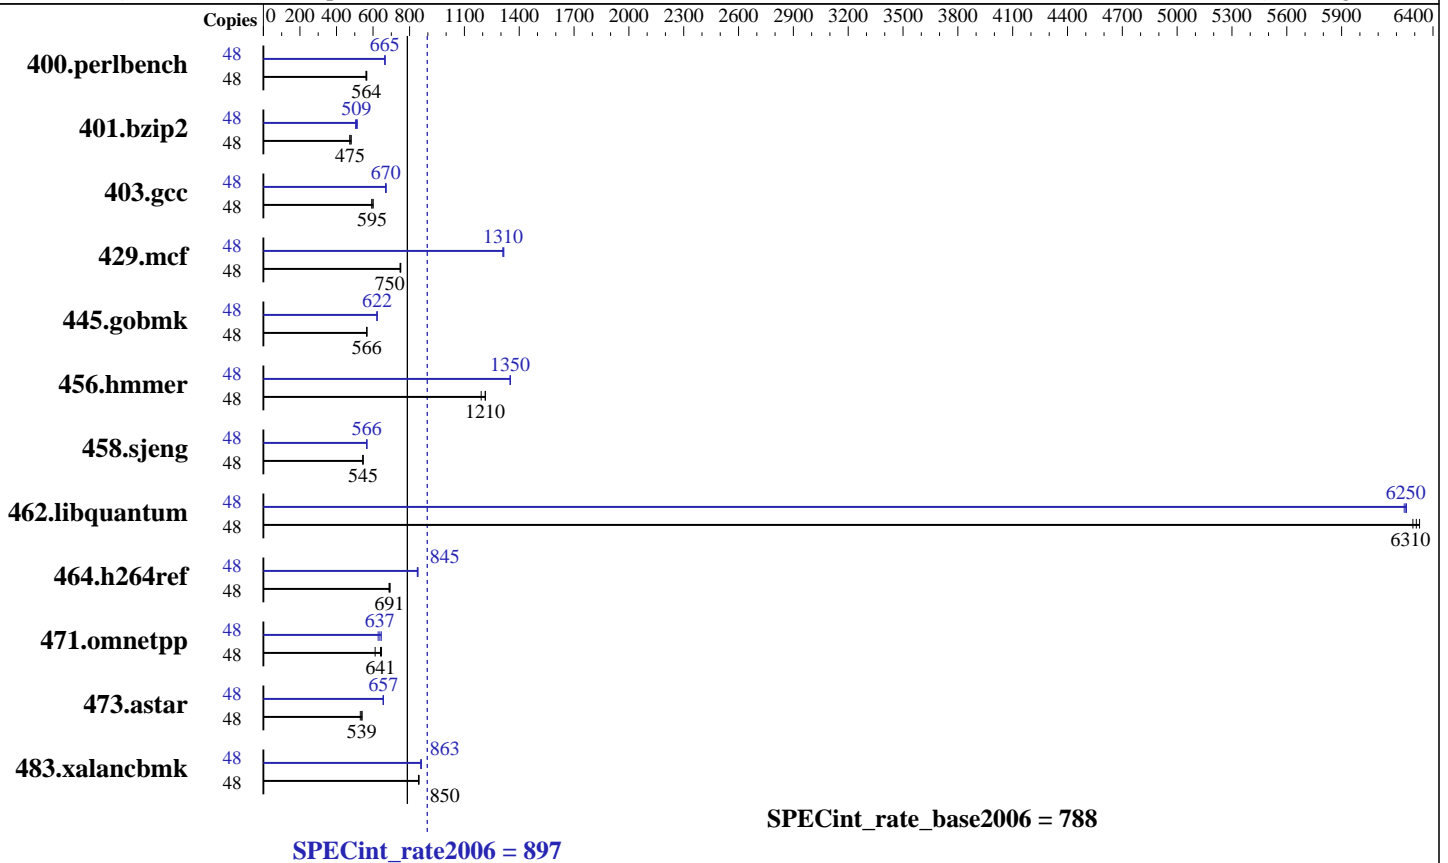 Copies 0 200 400 600 800 1100 1400 1700 2000 2300 2600 2900 3200 3500 3800 4100 4400 4700 5000 5300 5600 5900 6400
400.perlbench 48 665
48 564
401.bzip2 48 509
48 475
403.gcc 48 670
48 595
429.mcf 48 1310
48 750
445.gobmk 48 622
48 566
456.hmmer 48 1350
48 1210
458.sjeng 48 566
48 545
462.libquantum 48 6250
48 6310
464.h264ref 48 845
48 691
471.omnetpp 48 637
48 641
473.astar 48 657
48 539
483.xalancbmk 48 863
48 850
SPECint_rate_base2006 = 788
SPECint_rate2006 = 897